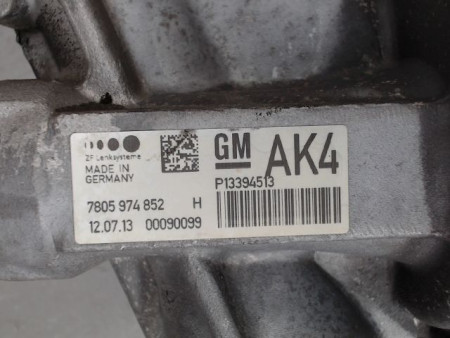 ZF Lenksysteme
MADE IN
GERMANY
GM AK4
P13394513
7805 974 852 H
12.07.13 00090099